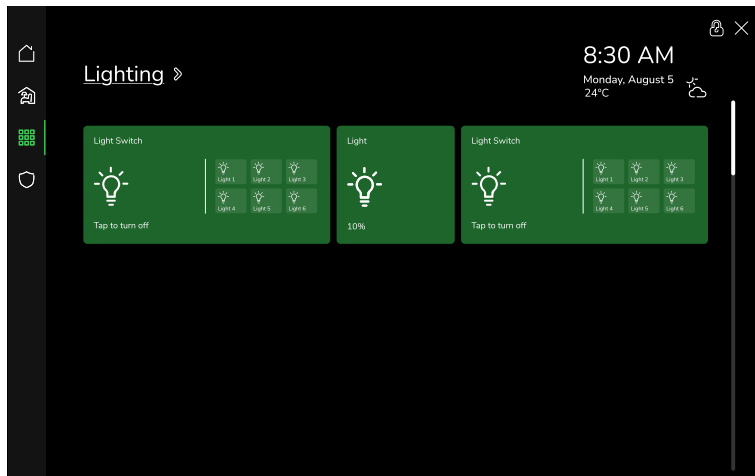 8:30 AM
Lighting
Monday, August 5
24°C
Light Switch
Light 1 Light 2 Light 3
Light 4 Light 5 Light 6
Tap to turn off
Light
10%
Light Switch
Light 1 Light 2 Light 3
Light 4 Light 5 Light 6
Tap to turn off